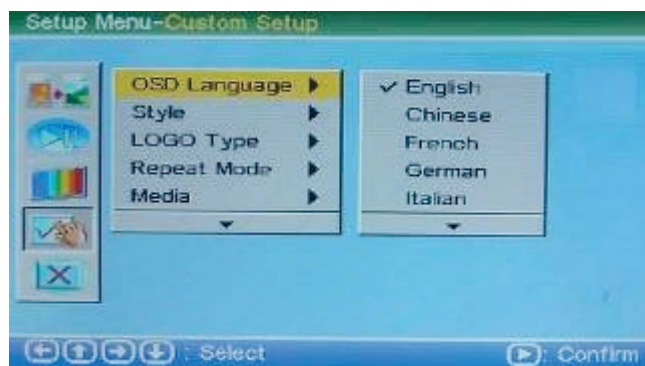 Setup Menu-Custom Setup
OSD Language
Style
LOGO Type
Repeat Mode
Media
English
Chinese
French
German
Italian
: Select
: Confirm